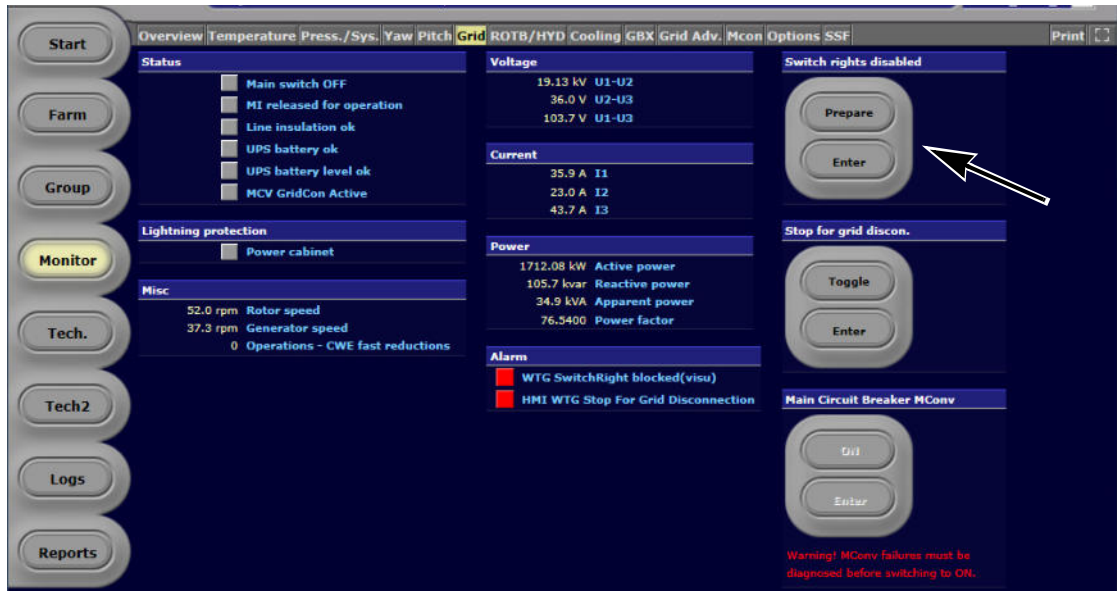 Start
Farm
Group
Monitor
Tech.
Tech2
Logs
Reports
Overview Temperature Press./Sys. Yaw Pitch Grid ROTB/HYD Cooling GBX Grid Adv. Mcon Options SSF Print
Status
Main switch OFF
MI released for operation
Line insulation ok
UPS battery ok
UPS battery level ok
MCV GridCon Active
Lightning protection
Power cabinet
Misc
52.0 rpm Rotor speed
37.3 rpm Generator speed
0 Operations - CWE fast reductions
Voltage
19.13 kV U1-U2
36.0 V U2-U3
103.7 V U1-U3
Current
35.9 A I1
23.0 A I2
43.7 A I3
Power
1712.08 kW Active power
105.7 kvar Reactive power
34.9 kVA Apparent power
76.5400 Power factor
Alarm
WTG SwitchRight blocked(visu)
HMI WTG Stop For Grid Disconnection
Switch rights disabled
Prepare
Enter
Stop for grid discon.
Toggle
Enter
Main Circuit Breaker MConv
Enter
Warning! MConv failures must be
diagnosed before switching to ON.